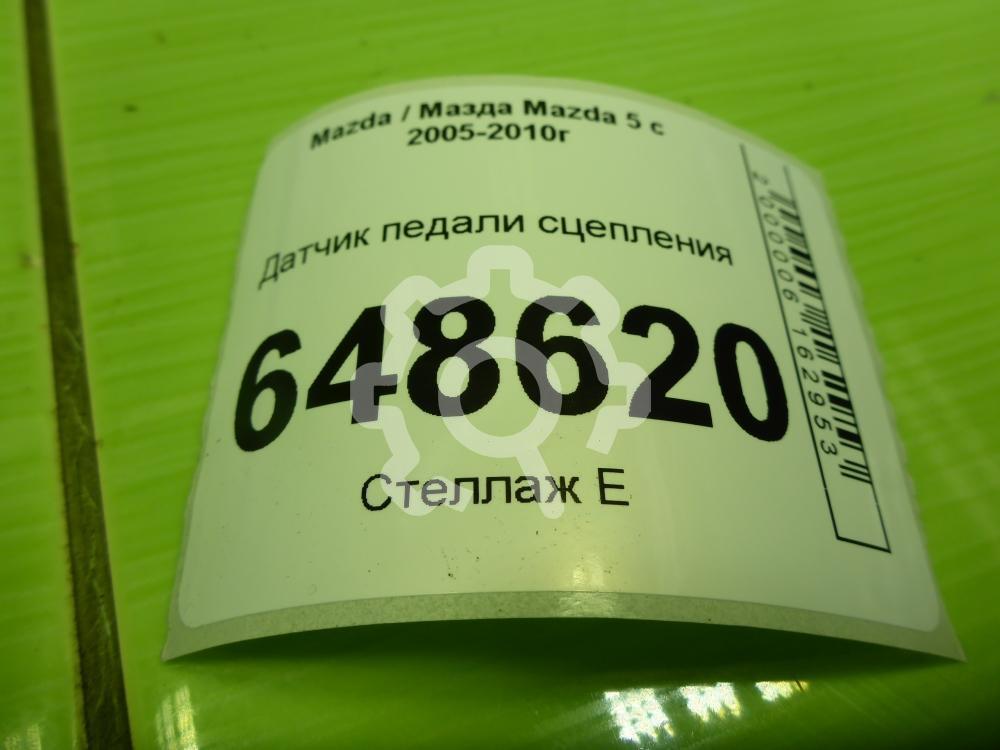 Mazda / Мазда Mazda 5 с
2005-2010г
Датчик педали сцепления
648620
Стеллаж Е
2000006162953